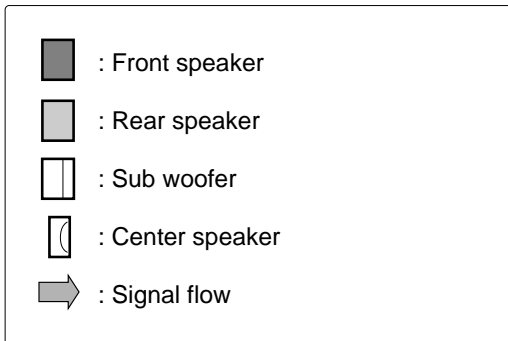 : Front speaker
: Rear speaker
: Sub woofer
: Center speaker
: Signal flow